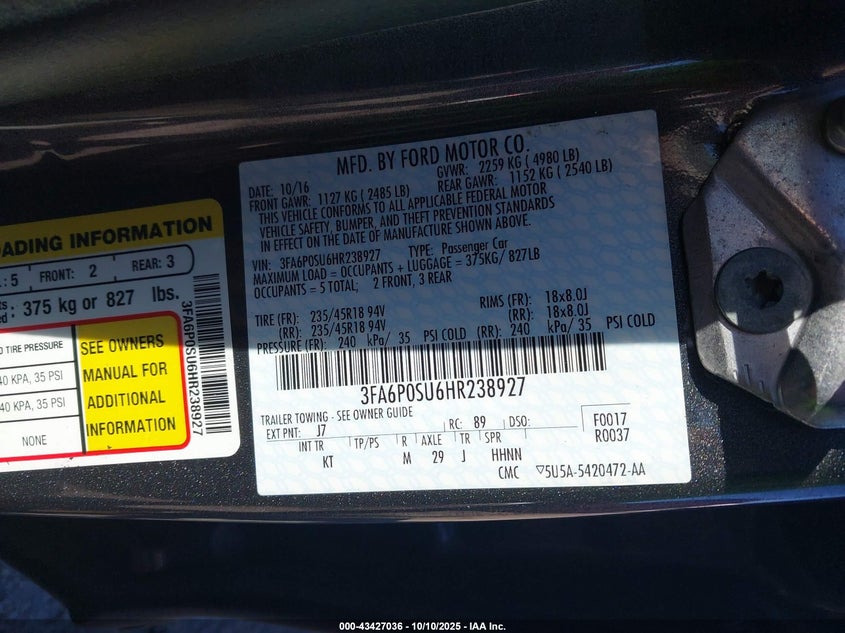 MFD. BY FORD MOTOR CO.
DATE: 10/16 GVWR: 2259 KG ( 4980 LB)
FRONT GAWR: 1127 KG ( 2485 LB) REAR GAWR: 1152 KG ( 2540 LB)
THIS VEHICLE CONFORMS TO ALL APPLICABLE FEDERAL MOTOR
VEHICLE SAFETY, BUMPER, AND THEFT PREVENTION STANDARDS
IN EFFECT ON THE DATE OF MANUFACTURE SHOWN ABOVE.
VIN: 3FA6P0SU6HR238927 TYPE: Passenger Car
MAXIMUM LOAD = OCCUPANTS + LUGGAGE = 375KG/ 827LB
OCCUPANTS = 5 TOTAL; 2 FRONT, 3 REAR
TIRE (FR): 235/45R18 94V RIMS (FR): 18x8.0J
(RR): 235/45R18 94V (RR): 18x8.0J
PRESSURE (FR): 240 kPa/ 35 PSI COLD (RR): 240 kPa/ 35 PSI COLD
3FA6P0SU6HR238927
TRAILER TOWING - SEE OWNER GUIDE
EXT PNT: J7 RC: 89 DSO: F0017
R0037
INT TR TP/PS R AXLE TR SPR
KT M 29 J HHNN
CMC ▽5U5A-5420472-AA
OADING INFORMATION
: 5 FRONT: 2 REAR: 3
375 kg or 827 lbs.
TIRE PRESSURE
40 KPA, 35 PSI
40 KPA, 35 PSI
NONE
SEE OWNERS
MANUAL FOR
ADDITIONAL
INFORMATION
3FA6P0SU6HR238927
000-43427036 - 10/10/2025 - IAA Inc.